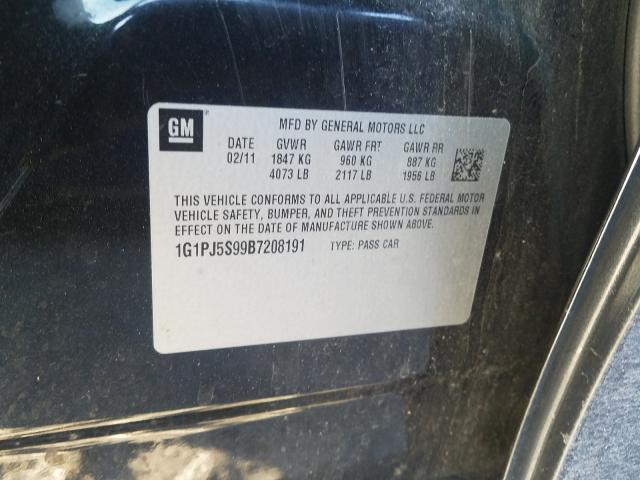 GM
MFD BY GENERAL MOTORS LLC
DATE GVWR GAWR FRT GAWR RR
02/11 1847 KG 960 KG 887 KG
4073 LB 2117 LB 1956 LB
THIS VEHICLE CONFORMS TO ALL APPLICABLE U.S. FEDERAL MOTOR
VEHICLE SAFETY, BUMPER, AND THEFT PREVENTION STANDARDS IN
EFFECT ON THE DATE OF MANUFACTURE SHOWN ABOVE.
1G1PJ5S99B7208191 TYPE: PASS CAR